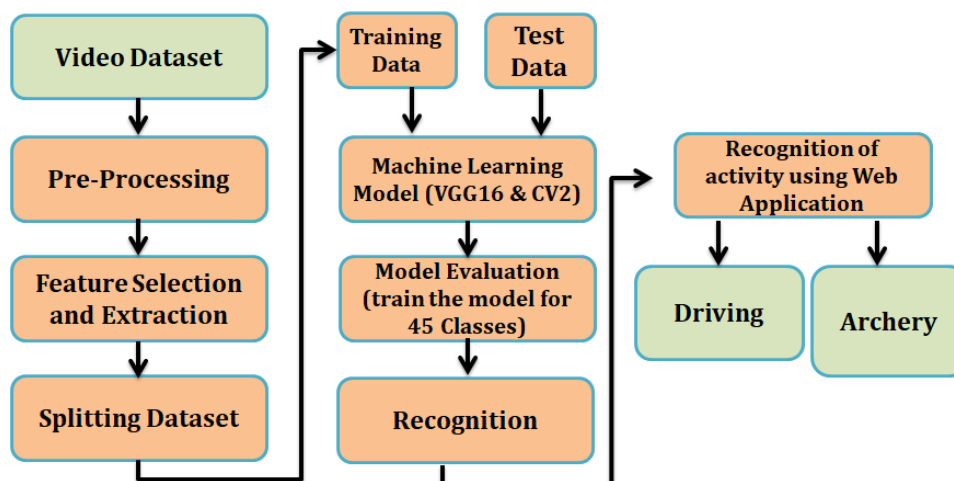 Video Dataset
Pre-Processing
Feature Selection
and Extraction
Splitting Dataset
Training
Data
Test
Data
Machine Learning
Model (VGG16 & CV2)
Model Evaluation
(train the model for
45 Classes)
Recognition
Recognition of
activity using Web
Application
Driving
Archery